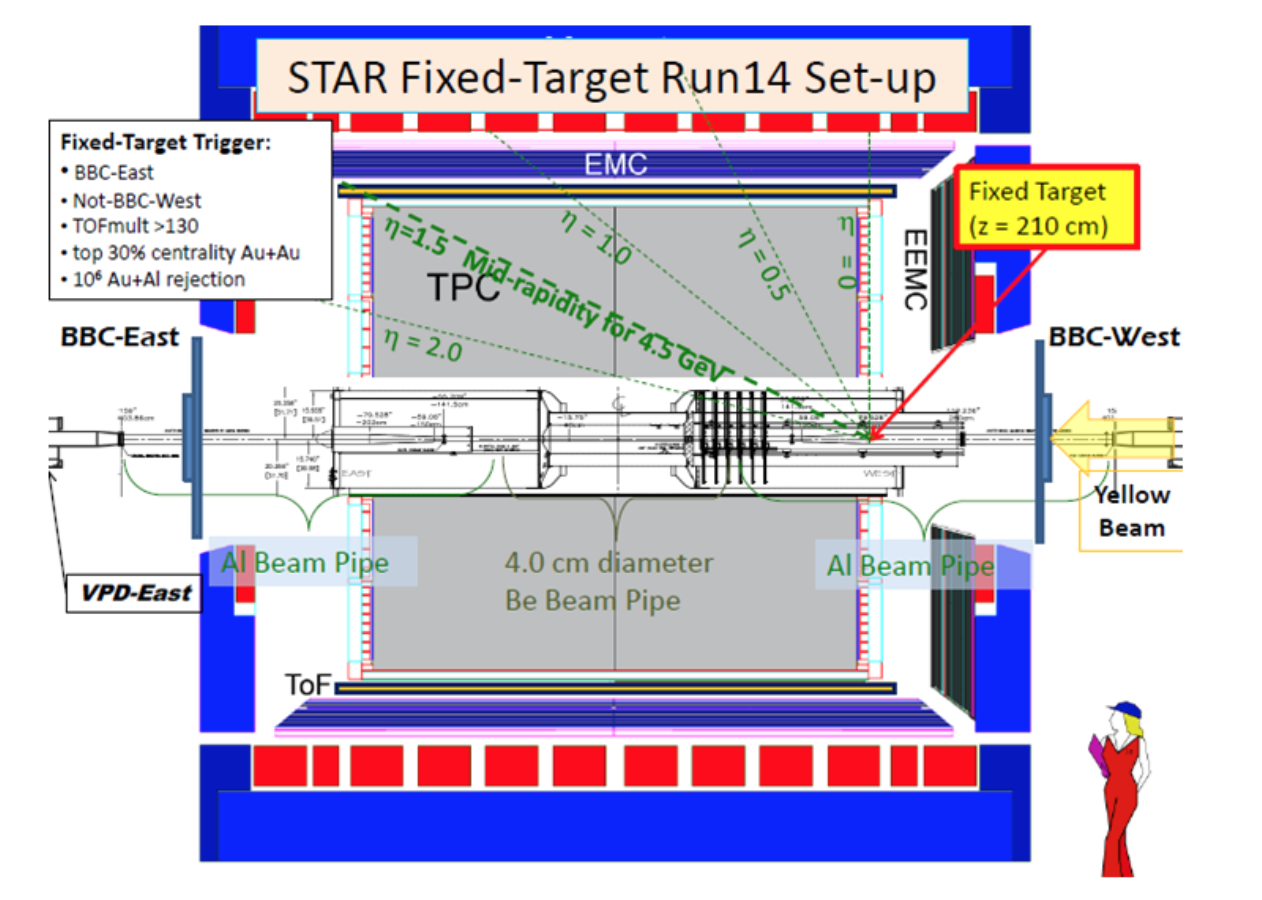 STAR Fixed-Target Run14 Set-up
Fixed-Target Trigger:
• BBC-East
• Not-BBC-West
• TOFmult >130
• top 30% centrality Au+Au
• 10⁶ Au+Al rejection
EMC
Fixed Target
(z = 210 cm)
η = 1.0
η = 0.5
η = 0
η=1.5 Mid-rapidity for 4.5 GeV
EEMC
TPC
η = 2.0
BBC-East
BBC-West
EAST
WEST
Yellow
Beam
Al Beam Pipe
4.0 cm diameter
Be Beam Pipe
Al Beam Pipe
VPD-East
ToF